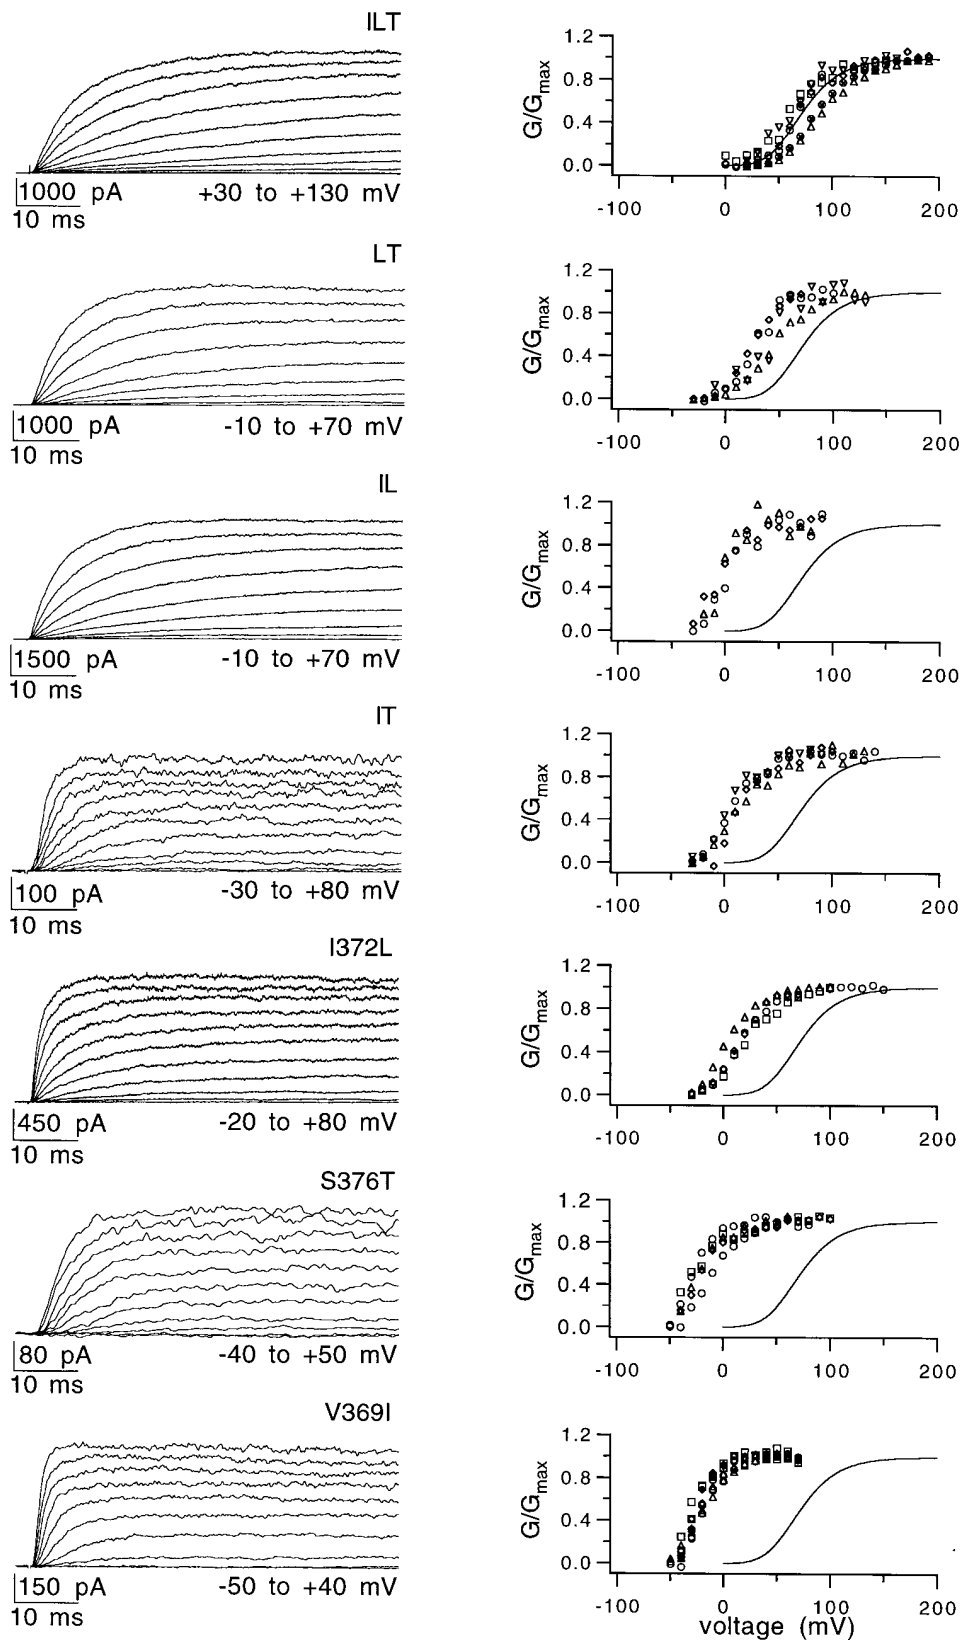 ILT
1000 pA +30 to +130 mV
10 ms
G/Gmax
1.2
0.8
0.4
0.0
-100 0 100 200
LT
1000 pA -10 to +70 mV
10 ms
G/Gmax
1.2
0.8
0.4
0.0
-100 0 100 200
IL
1500 pA -10 to +70 mV
10 ms
G/Gmax
1.2
0.8
0.4
0.0
-100 0 100 200
IT
100 pA -30 to +80 mV
10 ms
G/Gmax
1.2
0.8
0.4
0.0
-100 0 100 200
I372L
450 pA -20 to +80 mV
10 ms
G/Gmax
1.2
0.8
0.4
0.0
-100 0 100 200
S376T
80 pA -40 to +50 mV
10 ms
G/Gmax
1.2
0.8
0.4
0.0
-100 0 100 200
V369I
150 pA -50 to +40 mV
10 ms
G/Gmax
1.2
0.8
0.4
0.0
-100 0 100 200
voltage (mV)